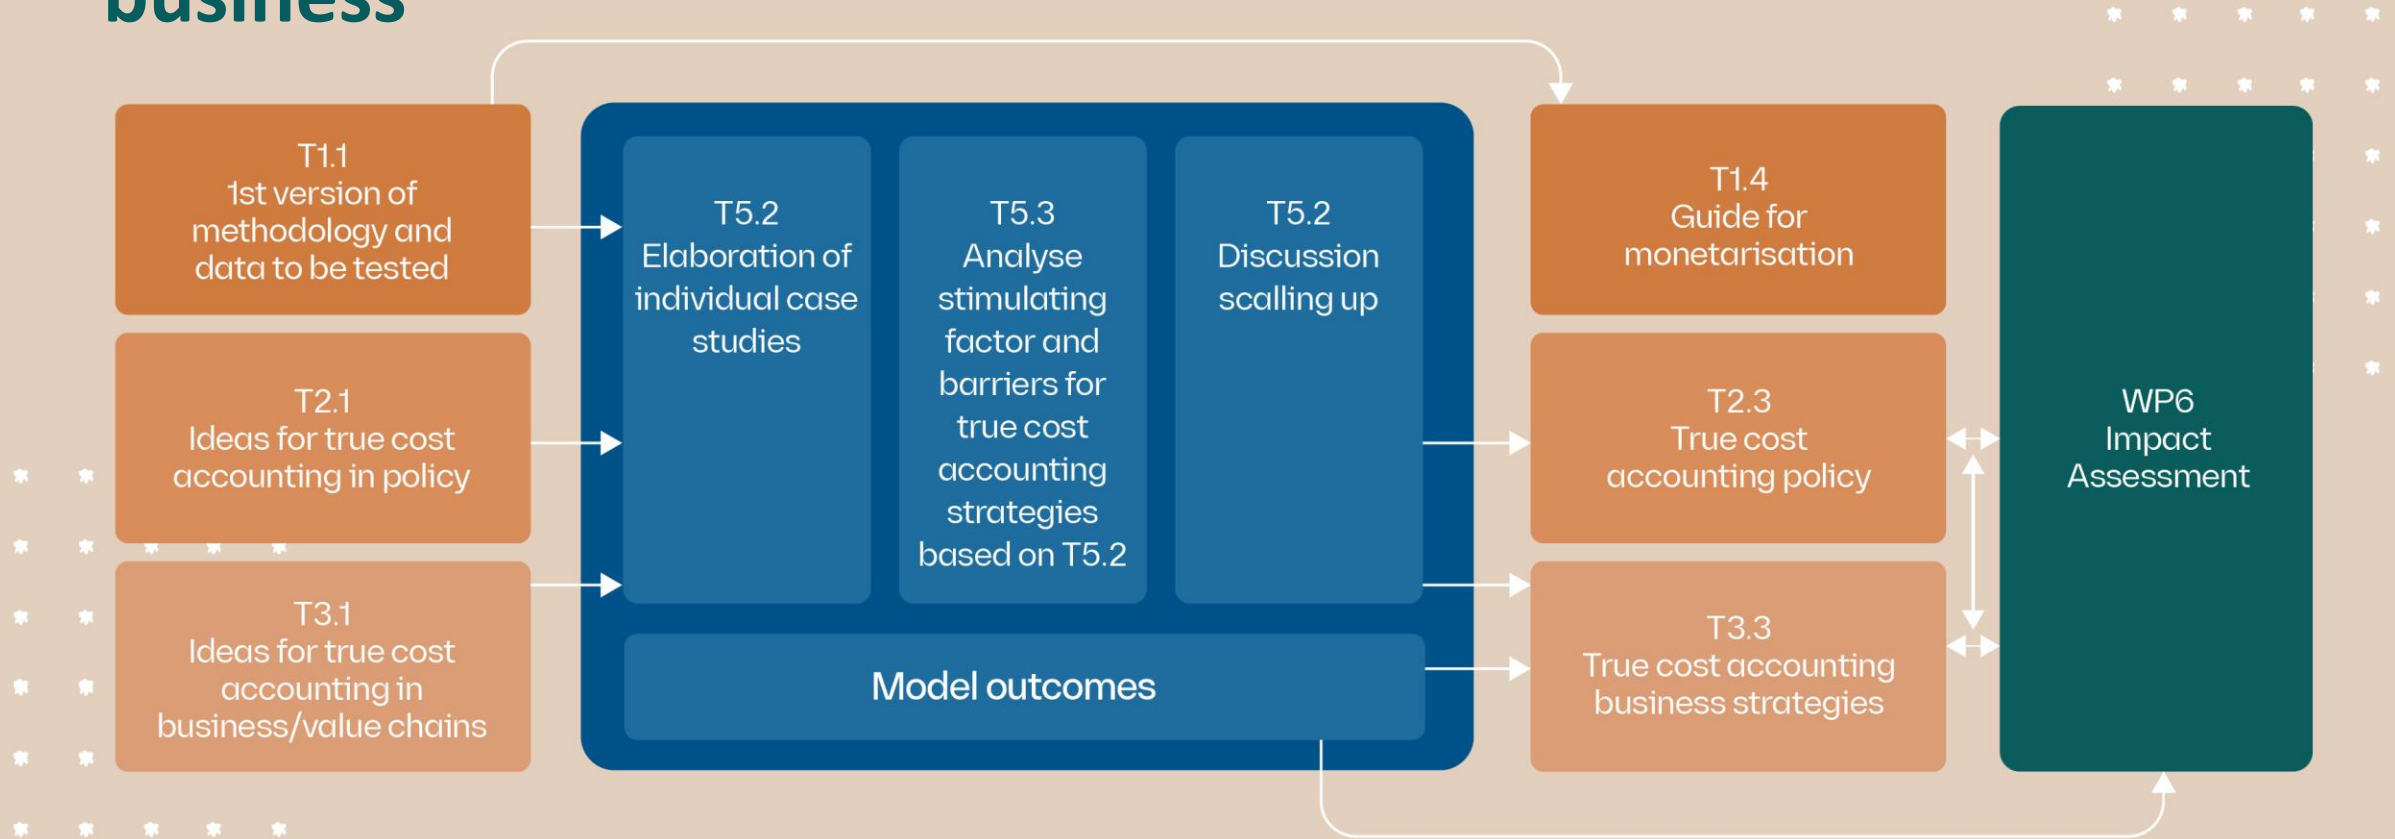 business
T1.1
1st version of
methodology and
data to be tested
T2.1
Ideas for true cost
accounting in policy
T3.1
Ideas for true cost
accounting in
business/value chains
T5.2
Elaboration of
individual case
studies
T5.3
Analyse
stimulating
factor and
barriers for
true cost
accounting
strategies
based on T5.2
T5.2
Discussion
scalling up
Model outcomes
T1.4
Guide for
monetarisation
T2.3
True cost
accounting policy
T3.3
True cost accounting
business strategies
WP6
Impact
Assessment